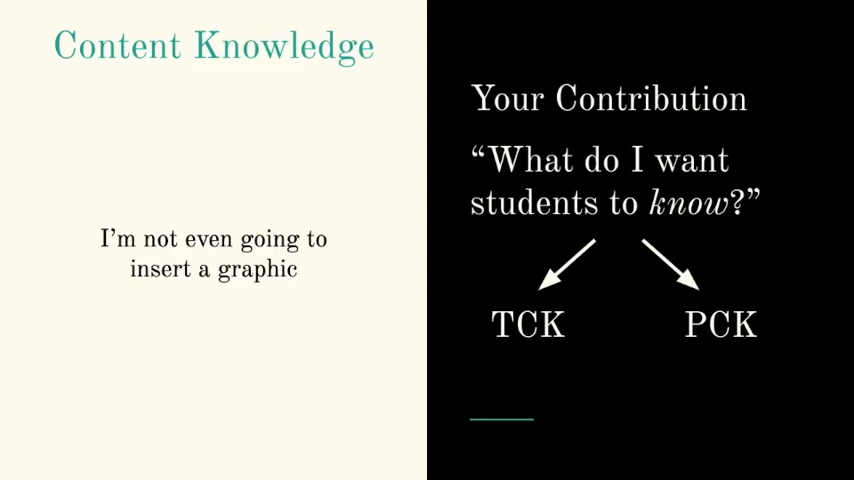 Content Knowledge
I'm not even going to
insert a graphic
Your Contribution
“What do I want
students to know?”
TCK
PCK